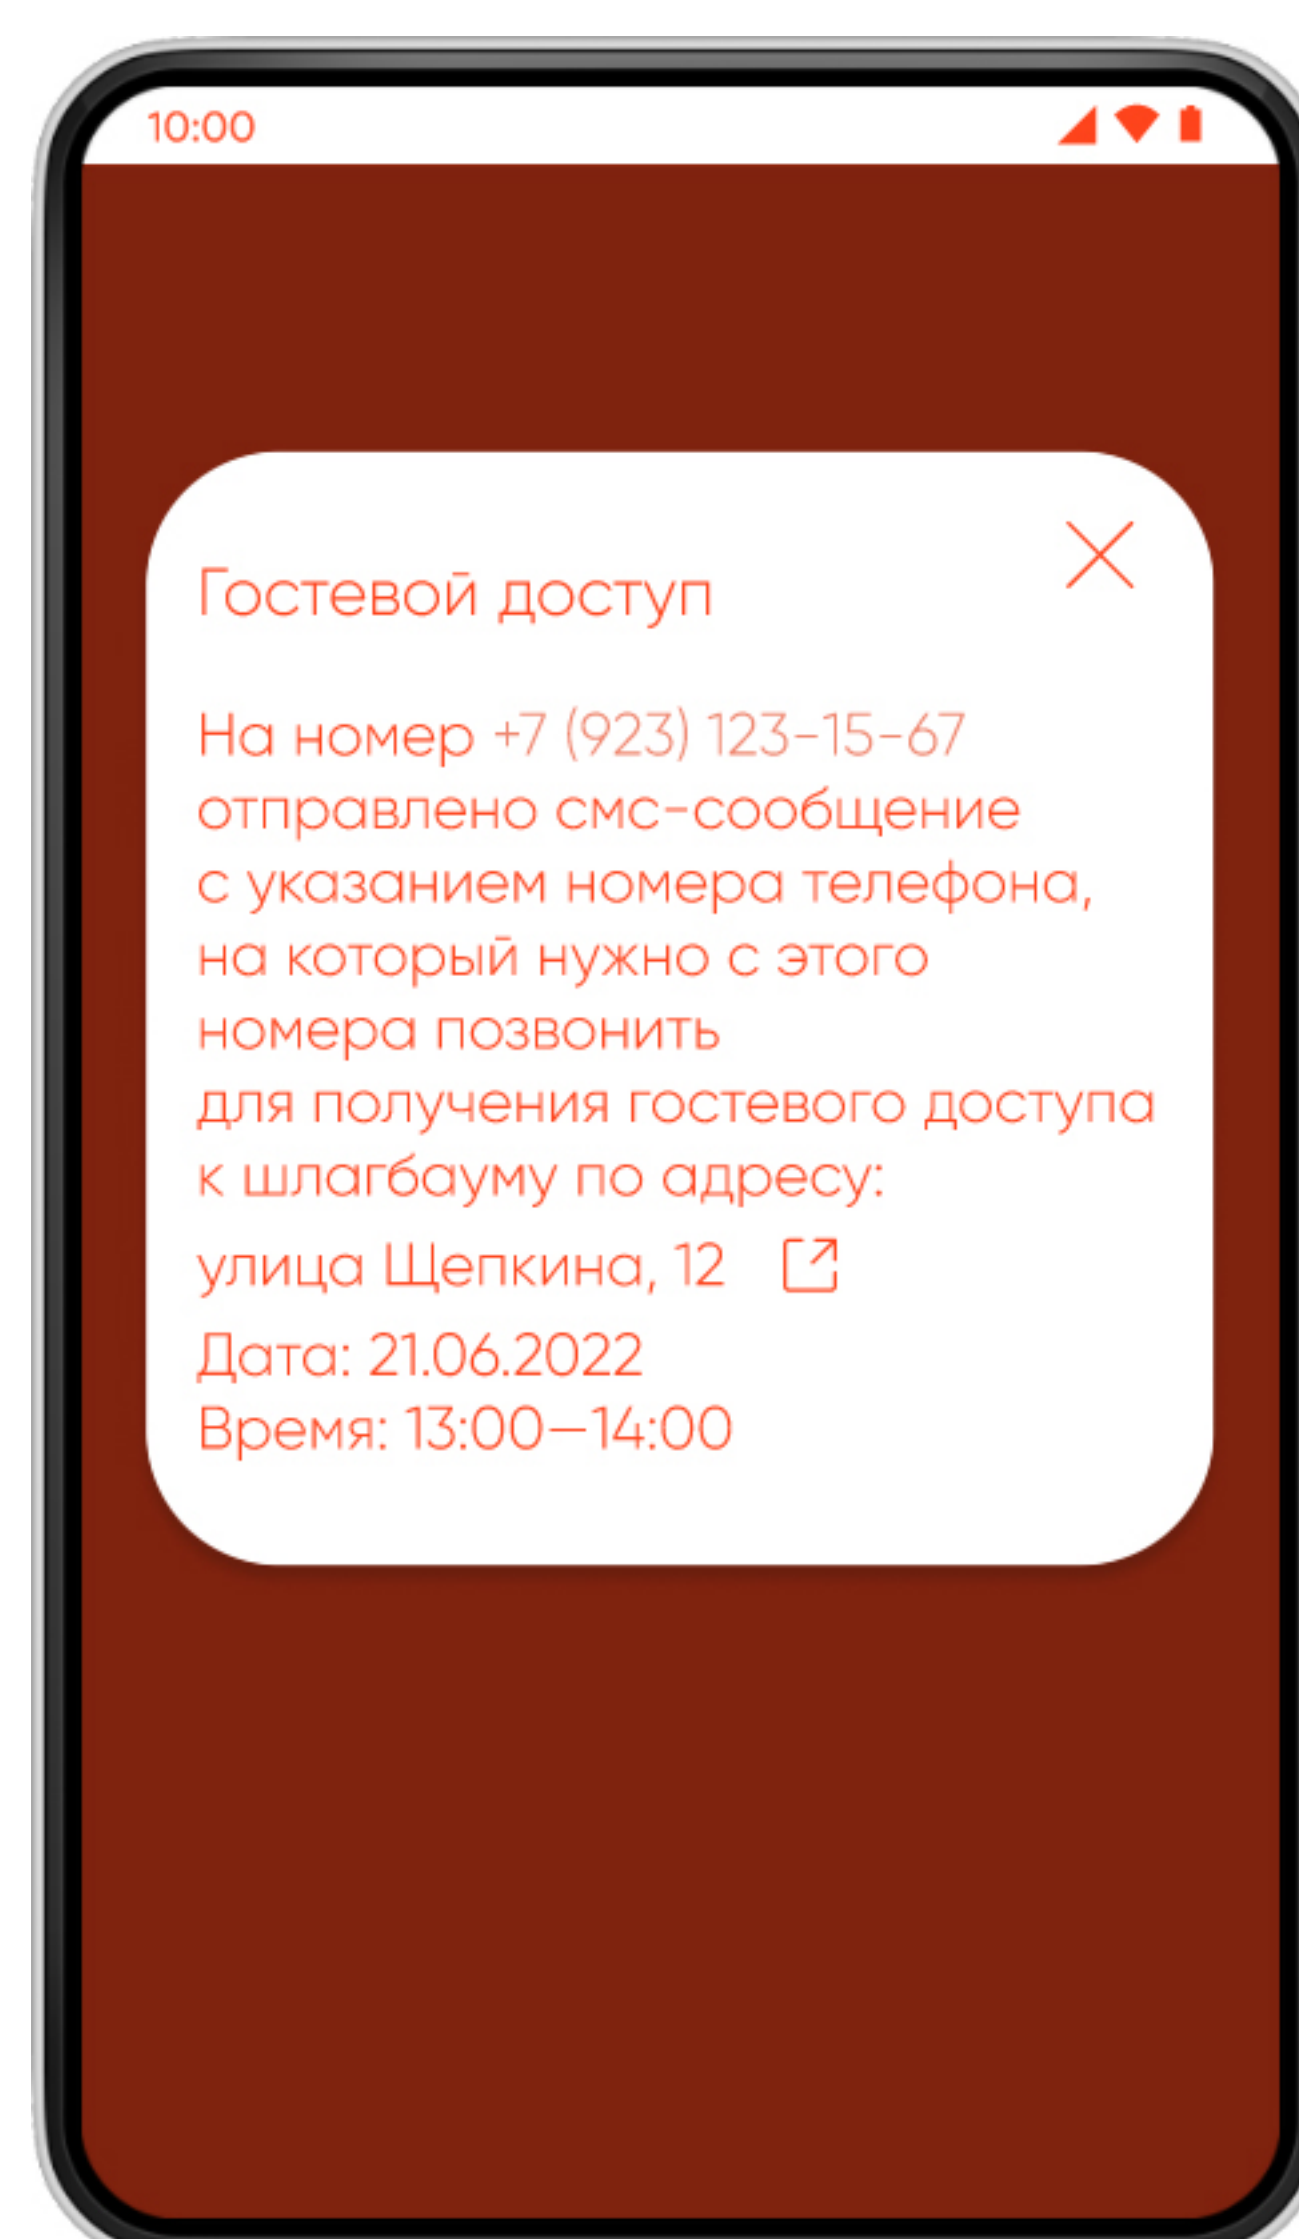 10:00
Гостевой доступ
На номер +7 (923) 123-15-67
отправлено смс-сообщение
с указанием номера телефона,
на который нужно с этого
номера позвонить
для получения гостевого доступа
к шлагбауму по адресу:
улица Щепкина, 12
Дата: 21.06.2022
Время: 13:00—14:00